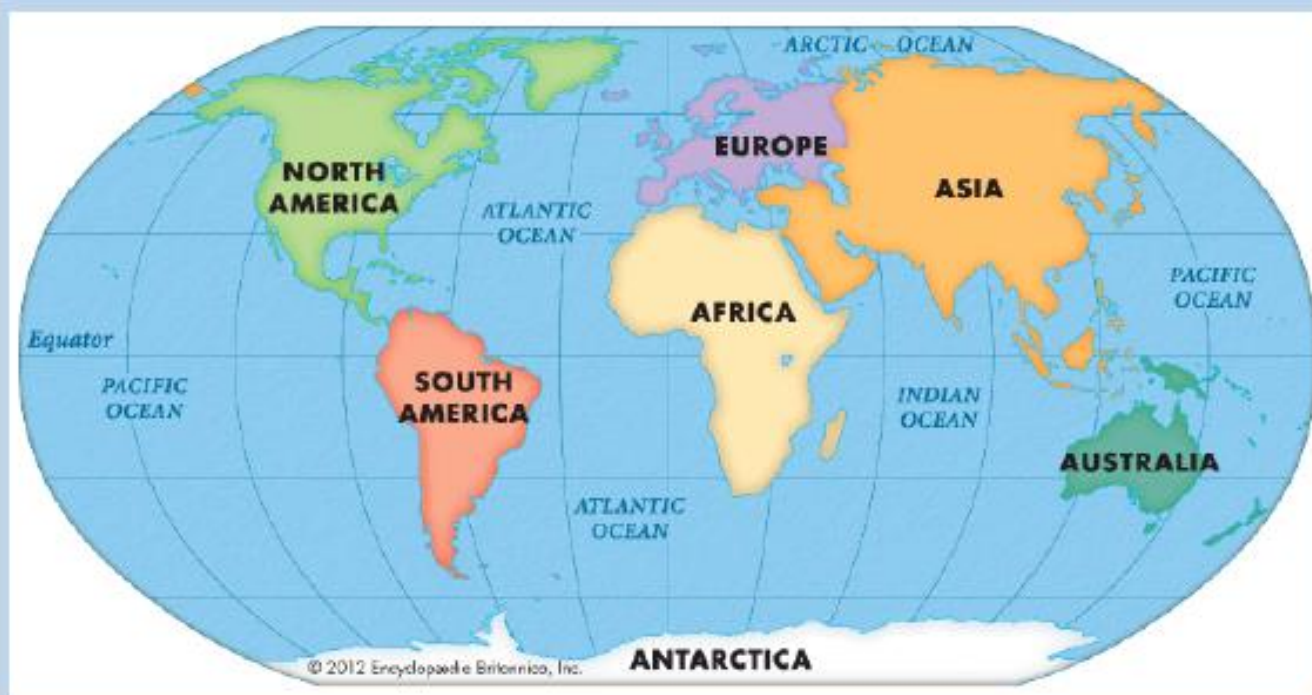 ARCTIC OCEAN
EUROPE
NORTH
AMERICA
ASIA
ATLANTIC
OCEAN
PACIFIC
OCEAN
AFRICA
Equator
PACIFIC
OCEAN
SOUTH
AMERICA
INDIAN
OCEAN
AUSTRALIA
ATLANTIC
OCEAN
ANTARCTICA
© 2012 Encyclopædia Britannica, Inc.